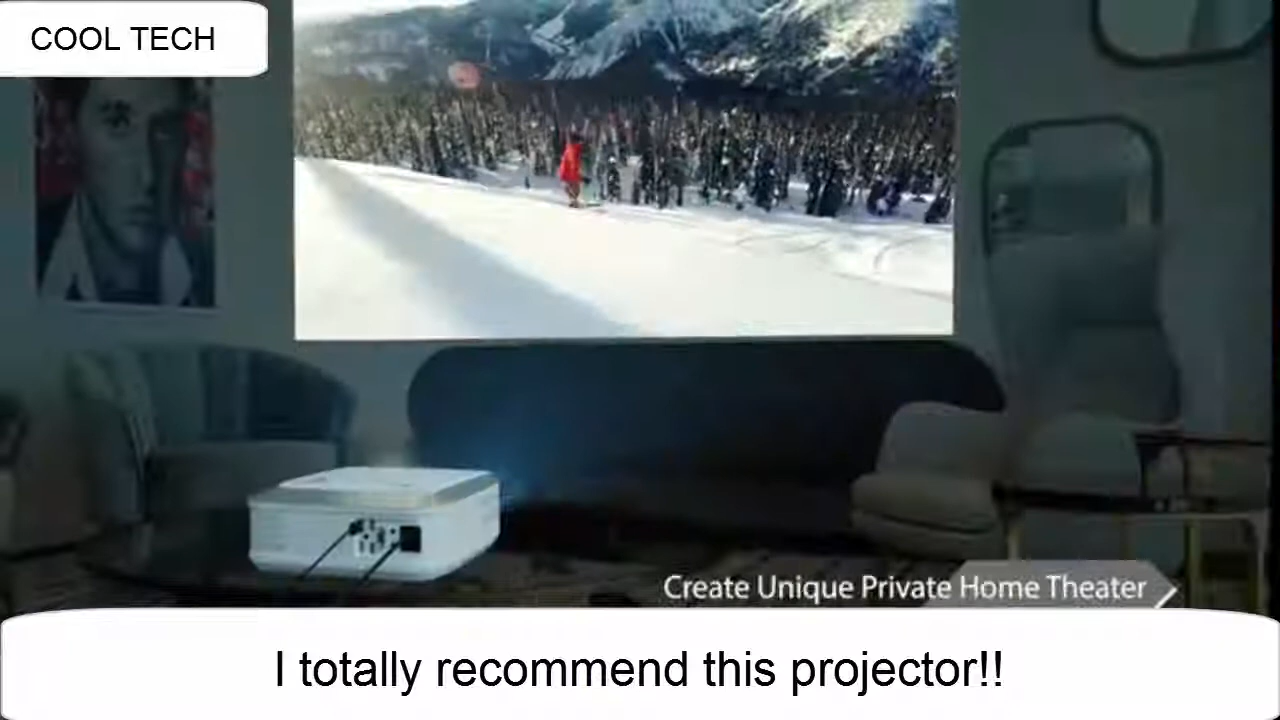 COOL TECH
Create Unique Private Home Theater
I totally recommend this projector!!